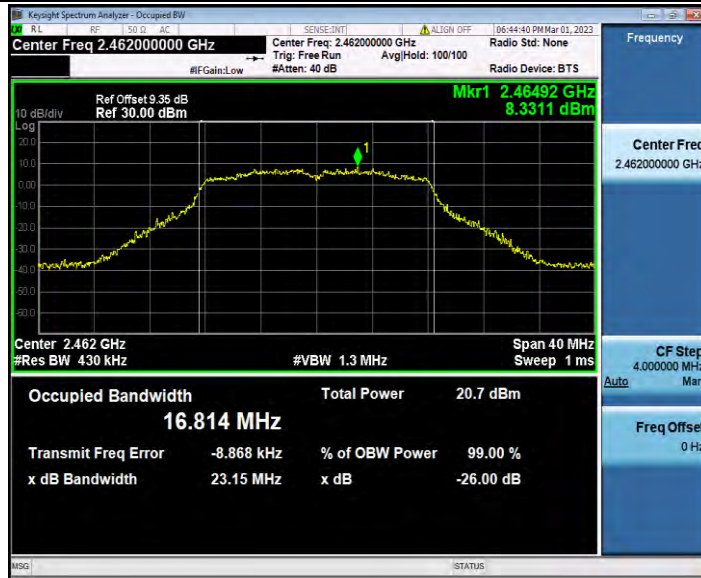 Keysight Spectrum Analyzer - Occupied BW
RL RF 50 Ω AC SENSE:INT ALIGN OFF 06:44:40 PM Mar 01, 2023
Center Freq 2.462000000 GHz
Center Freq: 2.462000000 GHz
Radio Std: None
Trig: Free Run Avg|Hold: 100/100
#IFGain:Low
#Atten: 40 dB
Radio Device: BTS
Frequency
Mkr1 2.46492 GHz
8.3311 dBm
Ref Offset 9.35 dB
10 dB/div Ref 30.00 dBm
Log
20.0
10.0
0.00
-10.0
-20.0
-30.0
-40.0
-50.0
-60.0
1
Center Freq
2.462000000 GHz
Center 2.462 GHz Span 40 MHz
#Res BW 430 kHz #VBW 1.3 MHz Sweep 1 ms
CF Step
4.000000 MHz
Auto Man
Occupied Bandwidth Total Power 20.7 dBm
16.814 MHz
Transmit Freq Error -8.868 kHz % of OBW Power 99.00 %
x dB Bandwidth 23.15 MHz x dB -26.00 dB
Freq Offset
0 Hz
MSG STATUS